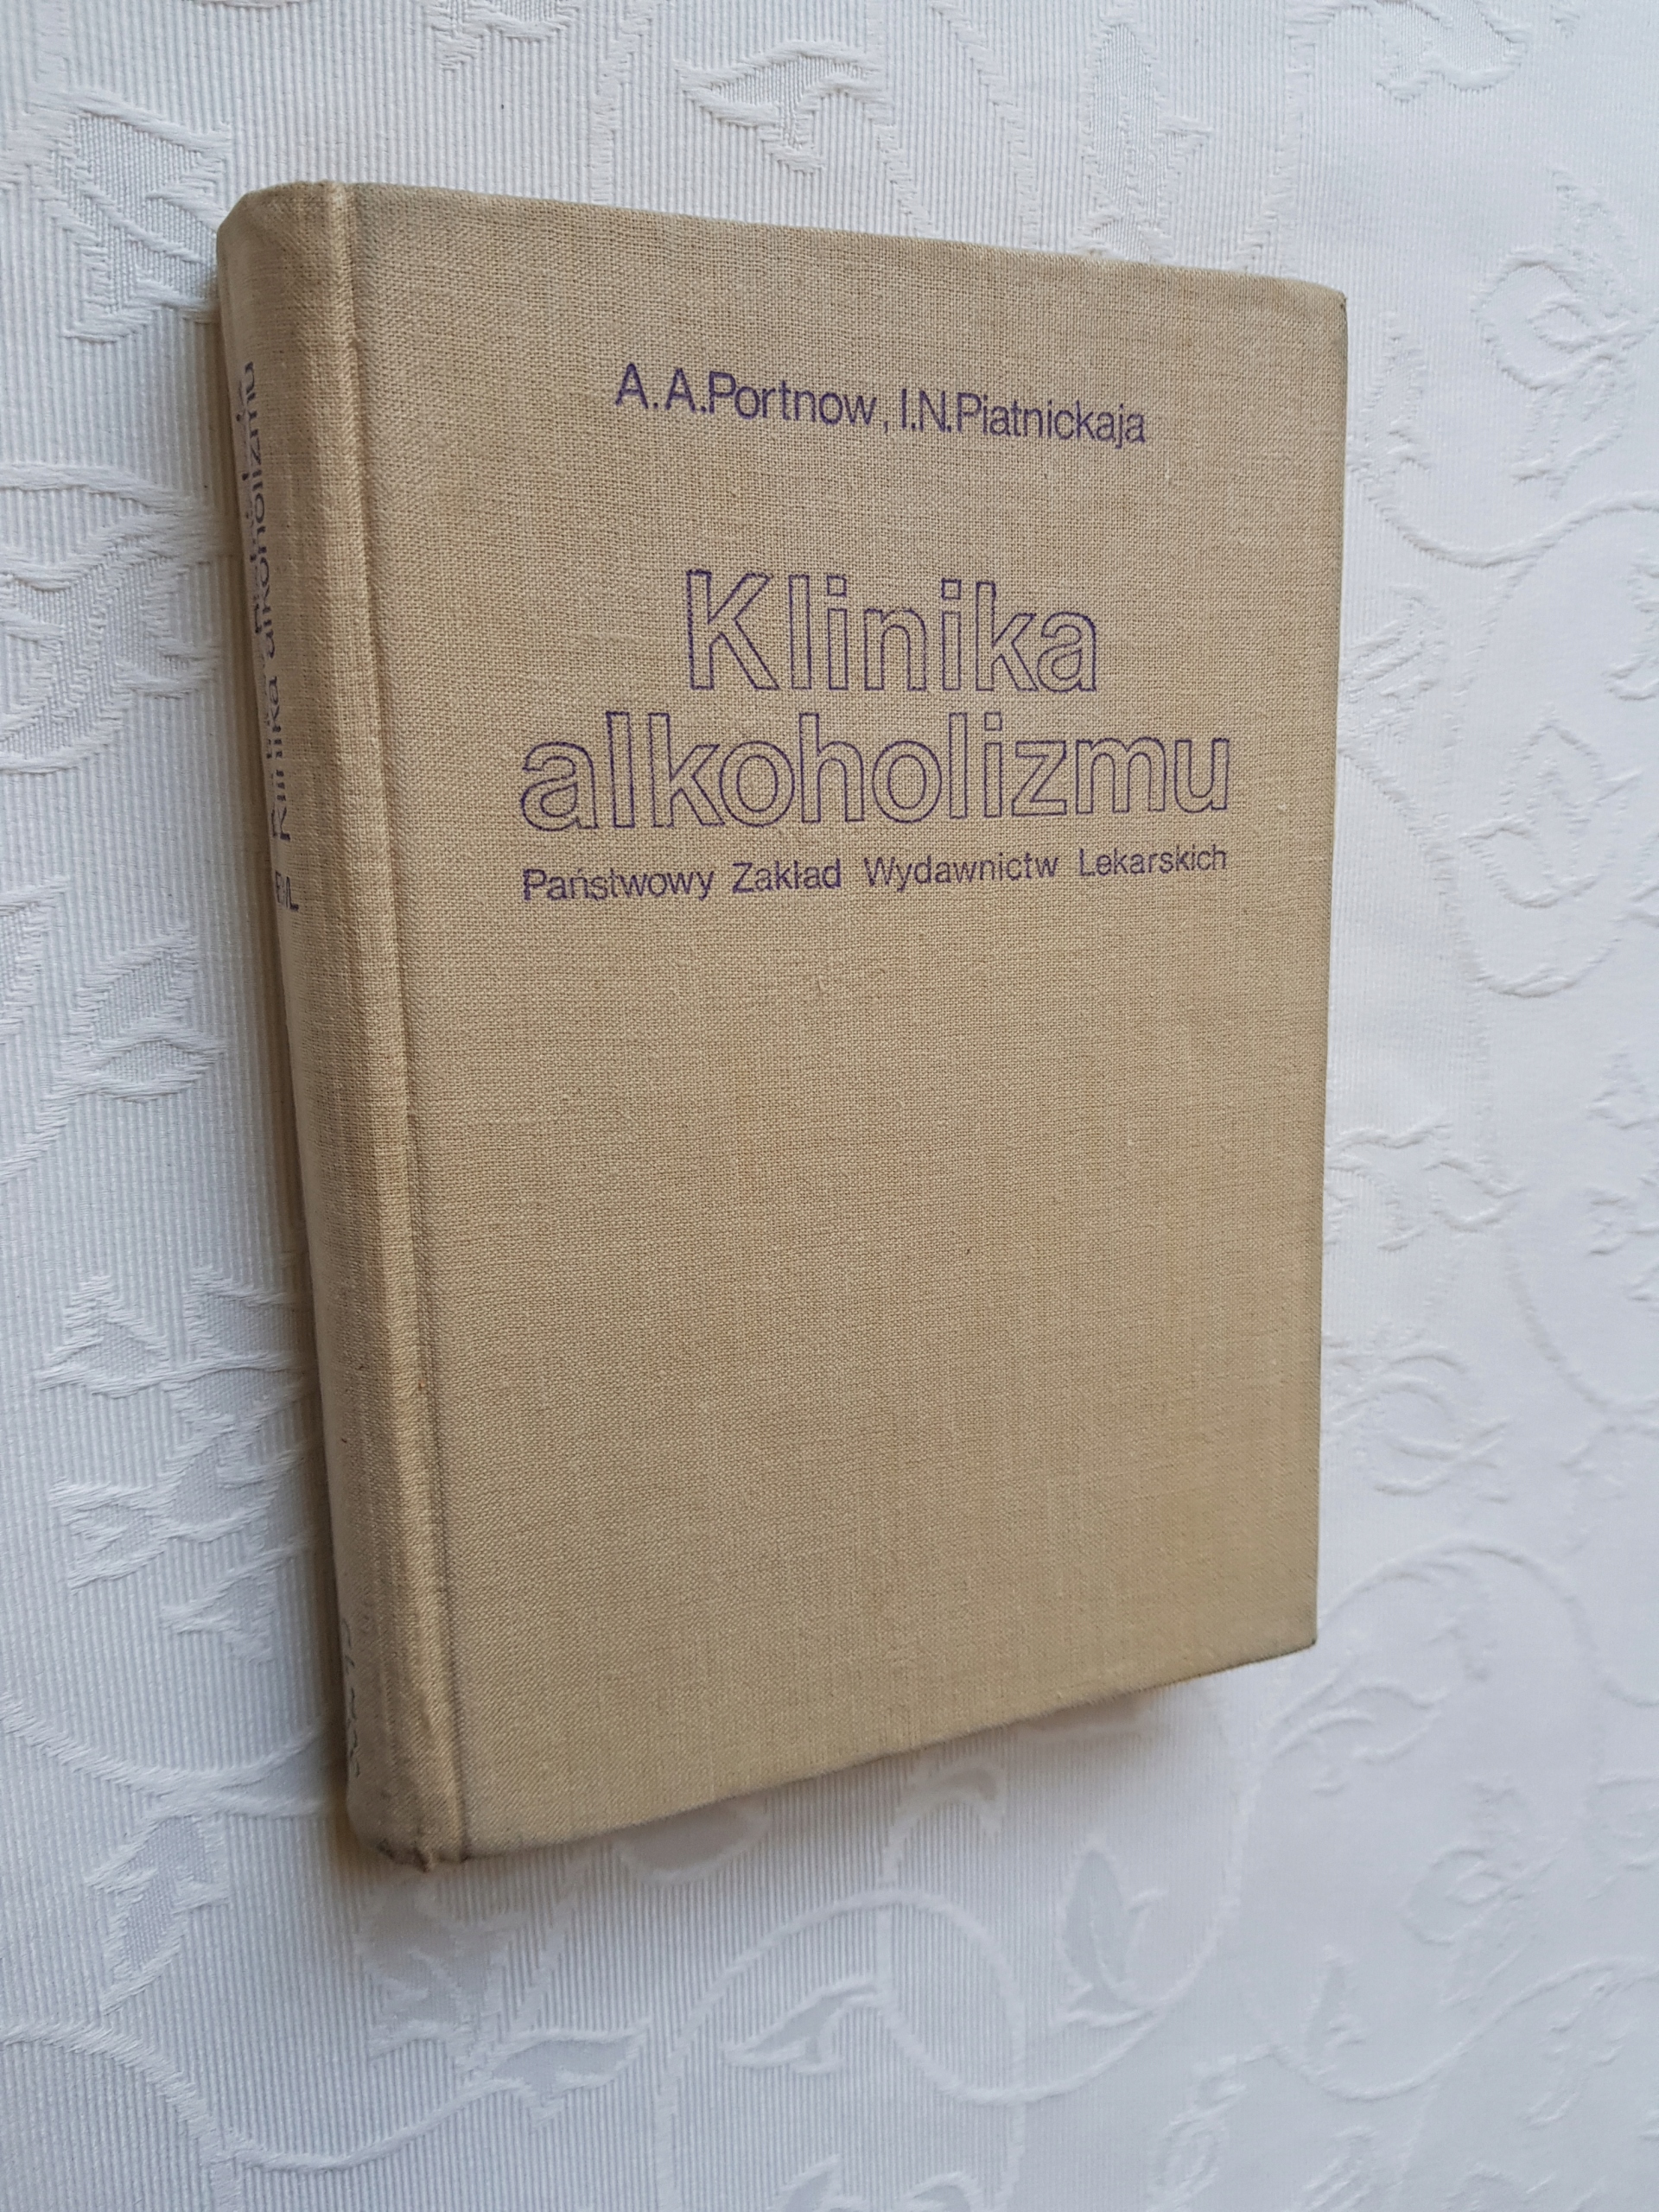 A. A. Portnow, I. N. Piatnickaja
Klinika
alkoholizmu
Państwowy Zakład Wydawnictw Lekarskich
Klinika alkoholizmu